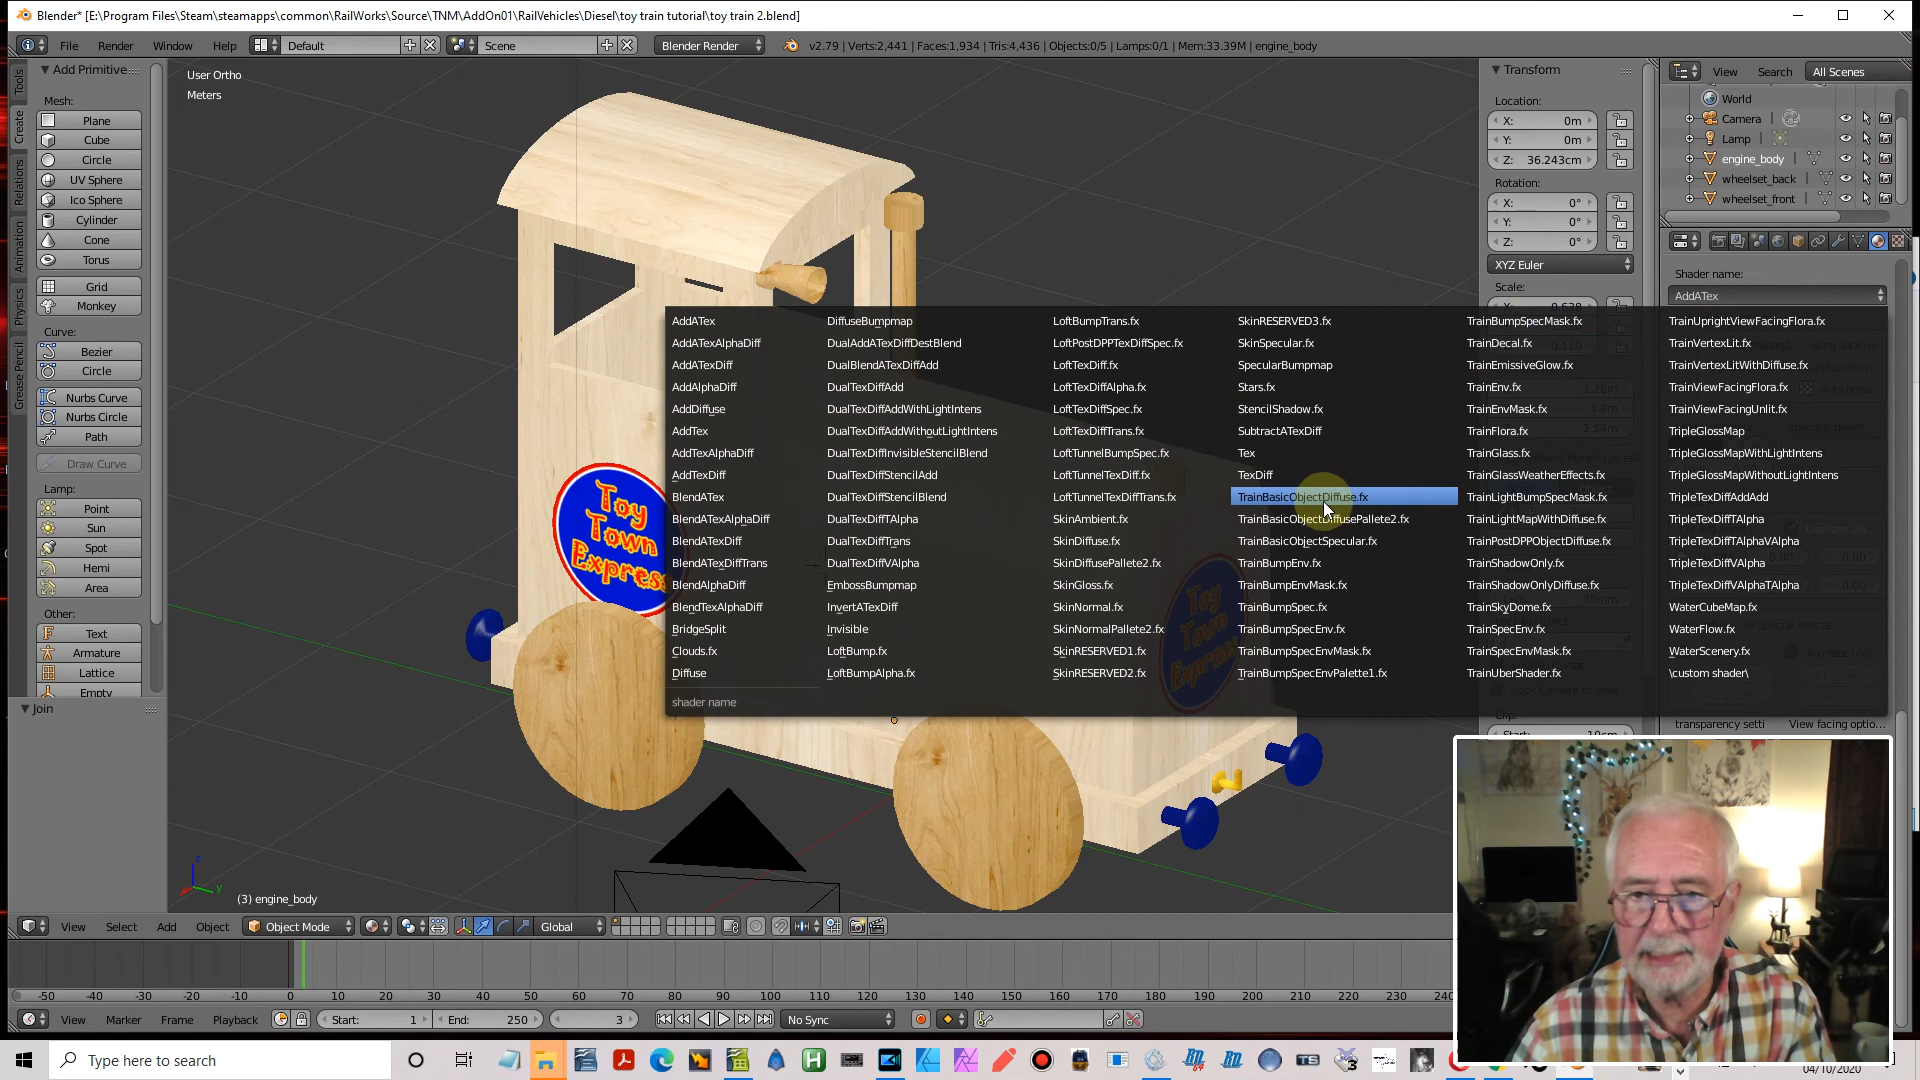 Blender* [E:\Program Files\Steam\steamapps\common\RailWorks\Source\TNM\AddOn01\RailVehicles\Diesel\toy train tutorial\toy train 2.blend]
File Render Window Help Default Scene Blender Render v2.79 | Verts:2,441 | Faces:1,934 | Tris:4,436 | Objects:0/5 | Lamps:0/1 | Mem:33.39M | engine_body
Tools
Create
Relations
Animation
Physics
Grease Pencil
Add Primitive
Mesh:
Plane
Cube
Circle
UV Sphere
Ico Sphere
Cylinder
Cone
Torus
Grid
Monkey
Curve:
Bezier
Circle
Nurbs Curve
Nurbs Circle
Path
Draw Curve
Lamp:
Point
Sun
Spot
Hemi
Area
Other:
Text
Armature
Lattice
Empty
Join
User Ortho
Meters
Toy
Town
Express
Toy
Town
(3) engine_body
AddATex
AddATexAlphaDiff
AddATexDiff
AddAlphaDiff
AddDiffuse
AddTex
AddTexAlphaDiff
AddTexDiff
BlendATex
BlendATexAlphaDiff
BlendATexDiff
BlendATexDiffTrans
BlendAlphaDiff
BlendTexAlphaDiff
BridgeSplit
Clouds.fx
Diffuse
shader name
DiffuseBumpmap
DualAddATexDiffDestBlend
DualBlendATexDiffAdd
DualTexDiffAdd
DualTexDiffAddWithLightIntens
DualTexDiffAddWithoutLightIntens
DualTexDiffInvisibleStencilBlend
DualTexDiffStencilAdd
DualTexDiffStencilBlend
DualTexDiffTAlpha
DualTexDiffTrans
DualTexDiffVAlpha
EmbossBumpmap
InvertATexDiff
Invisible
LoftBump.fx
LoftBumpAlpha.fx
LoftBumpTrans.fx
LoftPostDPPTexDiffSpec.fx
LoftTexDiff.fx
LoftTexDiffAlpha.fx
LoftTexDiffSpec.fx
LoftTexDiffTrans.fx
LoftTunnelBumpSpec.fx
LoftTunnelTexDiff.fx
LoftTunnelTexDiffTrans.fx
SkinAmbient.fx
SkinDiffuse.fx
SkinDiffusePallete2.fx
SkinGloss.fx
SkinNormal.fx
SkinNormalPallete2.fx
SkinRESERVED1.fx
SkinRESERVED2.fx
SkinRESERVED3.fx
SkinSpecular.fx
SpecularBumpmap
Stars.fx
StencilShadow.fx
SubtractATexDiff
Tex
TexDiff
TrainBasicObjectDiffuse.fx
TrainBasicObjectDiffusePallete2.fx
TrainBasicObjectSpecular.fx
TrainBumpEnv.fx
TrainBumpEnvMask.fx
TrainBumpSpec.fx
TrainBumpSpecEnv.fx
TrainBumpSpecEnvMask.fx
TrainBumpSpecEnvPalette1.fx
TrainBumpSpecMask.fx
TrainDecal.fx
TrainEmissiveGlow.fx
TrainEnv.fx
TrainEnvMask.fx
TrainFlora.fx
TrainGlass.fx
TrainGlassWeatherEffects.fx
TrainLightBumpSpecMask.fx
TrainLightMapWithDiffuse.fx
TrainPostDPPObjectDiffuse.fx
TrainShadowOnly.fx
TrainShadowOnlyDiffuse.fx
TrainSkyDome.fx
TrainSpecEnv.fx
TrainSpecEnvMask.fx
TrainUberShader.fx
TrainUprightViewFacingFlora.fx
TrainVertexLit.fx
TrainVertexLitWithDiffuse.fx
TrainViewFacingFlora.fx
TrainViewFacingUnlit.fx
TripleGlossMap
TripleGlossMapWithLightIntens
TripleGlossMapWithoutLightIntens
TripleTexDiffAddAdd
TripleTexDiffTAlpha
TripleTexDiffTAlphaVAlpha
TripleTexDiffVAlpha
TripleTexDiffVAlphaTAlpha
WaterCubeMap.fx
WaterFlow.fx
WaterScenery.fx
\custom shader\
Transform
Location:
X: 0m
Y: 0m
Z: 36.243cm
Rotation:
X: 0°
Y: 0°
Z: 0°
XYZ Euler
Scale:
View Search All Scenes
World
Camera
Lamp
engine_body
wheelset_back
wheelset_front
Shader name:
AddATex
transparency setti View facing optio...
View Select Add Object Object Mode Global
-50 -40 -30 -20 -10 0 10 20 30 40 50 60 70 80 90 100 110 120 130 140 150 160 170 180 190 200 210 220 230
View Marker Frame Playback Start: 1 End: 250 3 No Sync
Type here to search
04/10/2020